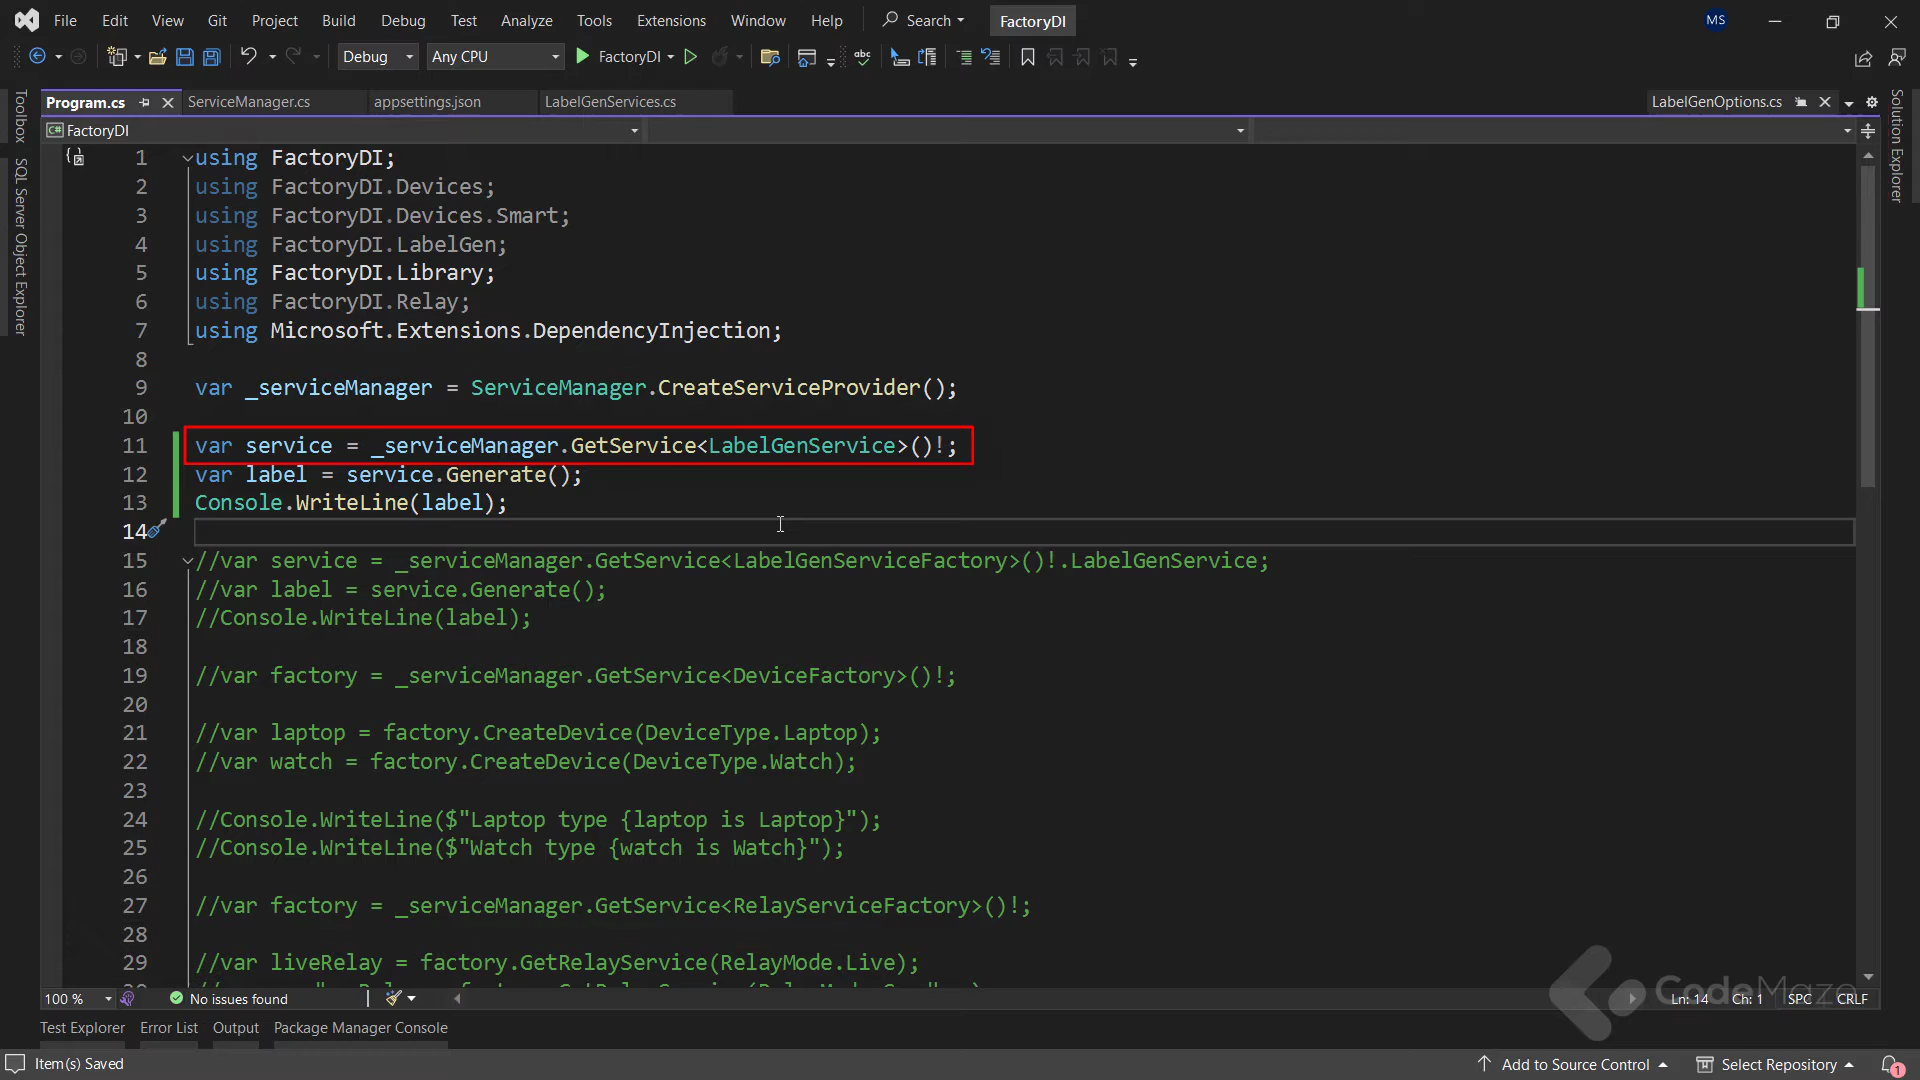 File Edit View Git Project Build Debug Test Analyze Tools Extensions Window Help Search FactoryDI MS
Debug Any CPU FactoryDI
Program.cs ServiceManager.cs appsettings.json LabelGenServices.cs LabelGenOptions.cs
C# FactoryDI
Toolbox
SQL Server Object Explorer
Solution Explorer
1 using FactoryDI;
2 using FactoryDI.Devices;
3 using FactoryDI.Devices.Smart;
4 using FactoryDI.LabelGen;
5 using FactoryDI.Library;
6 using FactoryDI.Relay;
7 using Microsoft.Extensions.DependencyInjection;
8
9 var _serviceManager = ServiceManager.CreateServiceProvider();
10
11 var service = _serviceManager.GetService<LabelGenService>()!;
12 var label = service.Generate();
13 Console.WriteLine(label);
14
15 //var service = _serviceManager.GetService<LabelGenServiceFactory>()!.LabelGenService;
16 //var label = service.Generate();
17 //Console.WriteLine(label);
18
19 //var factory = _serviceManager.GetService<DeviceFactory>()!;
20
21 //var laptop = factory.CreateDevice(DeviceType.Laptop);
22 //var watch = factory.CreateDevice(DeviceType.Watch);
23
24 //Console.WriteLine($"Laptop type {laptop is Laptop}");
25 //Console.WriteLine($"Watch type {watch is Watch}");
26
27 //var factory = _serviceManager.GetService<RelayServiceFactory>()!;
28
29 //var liveRelay = factory.GetRelayService(RelayMode.Live);
100 % No issues found Ln: 14 Ch: 1 SPC CRLF
CodeMaze
Test Explorer Error List Output Package Manager Console
Item(s) Saved Add to Source Control Select Repository 1